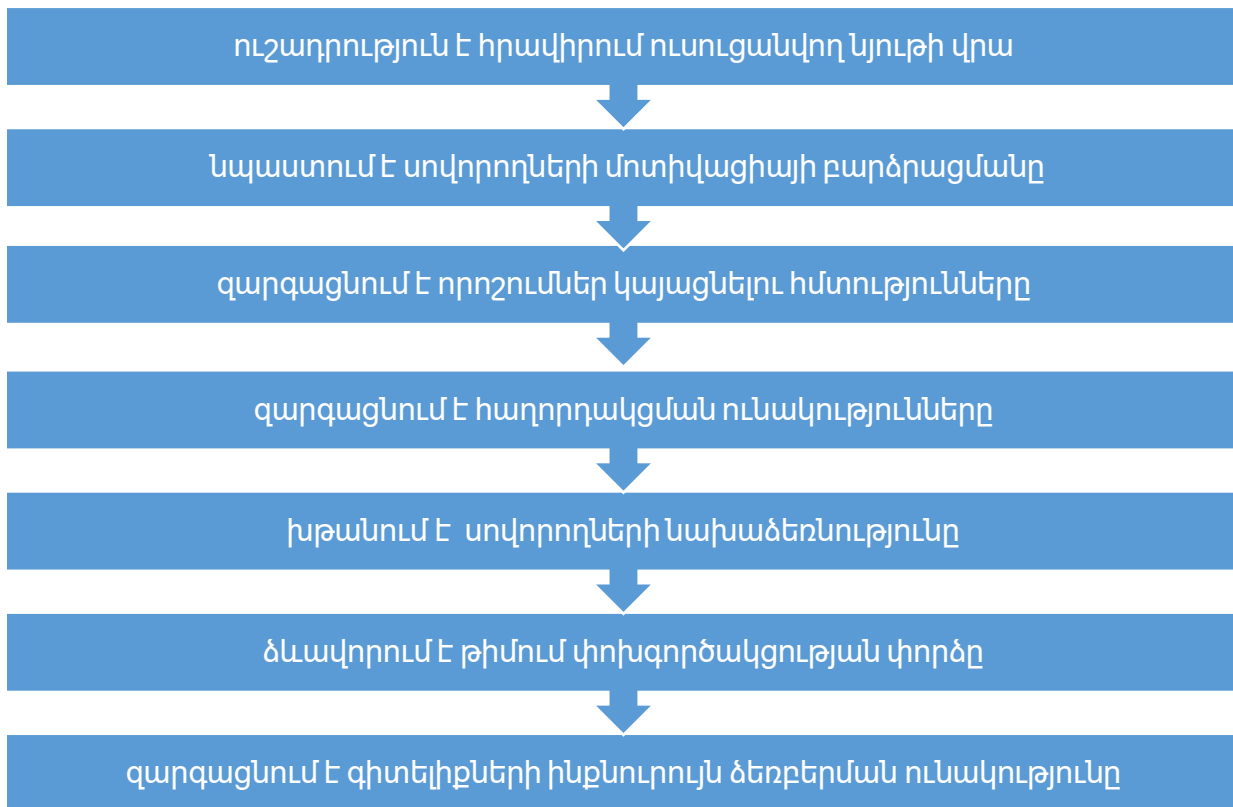 ուշադրություն է հրավիրում ուսուցանվող նյութի վրա
նպաստում է սովորողների մոտիվացիայի բարձրացմանը
զարգացնում է որոշումներ կայացնելու հմտությունները
զարգացնում է հաղորդակցման ունակությունները
խթանում է սովորողների նախաձեռնությունը
ձևավորում է թիմում փոխգործակցության փորձը
զարգացնում է գիտելիքների ինքնուրույն ձեռբերման ունակությունը